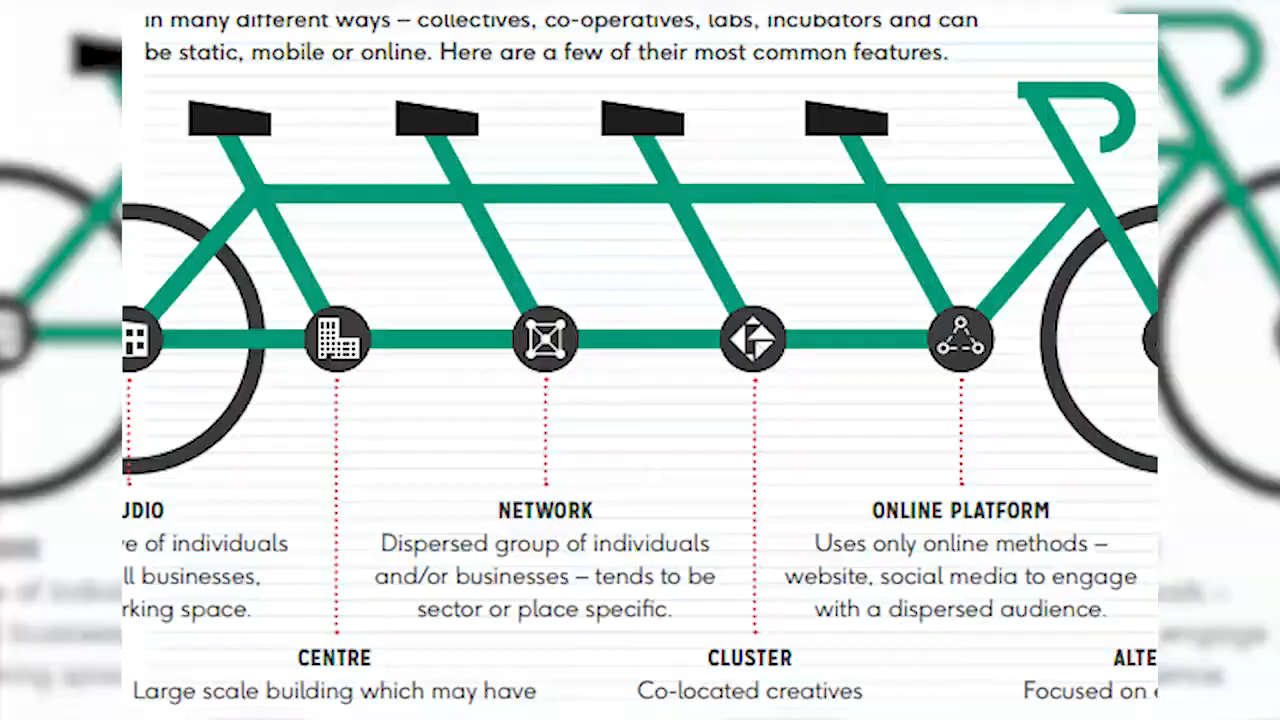 in many different ways – collectives, co-operatives, labs, incubators and can
be static, mobile or online. Here are a few of their most common features.
UDIO
e of individuals
ll businesses,
rking space.
NETWORK
Dispersed group of individuals
and/or businesses – tends to be
sector or place specific.
ONLINE PLATFORM
Uses only online methods –
website, social media to engage
with a dispersed audience.
CENTRE
Large scale building which may have
CLUSTER
Co-located creatives
ALTE
Focused on